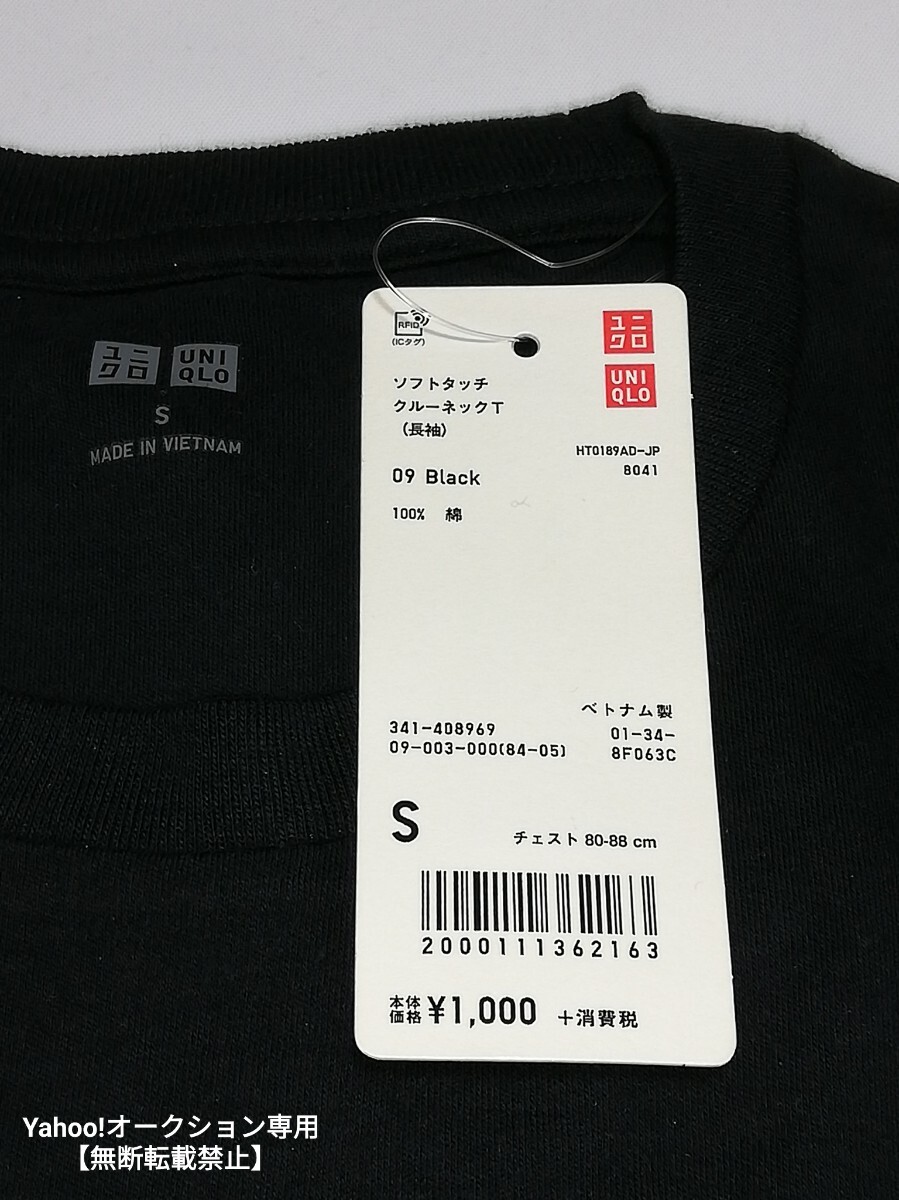 ユニ
クロ
UNI
QLO
S
MADE IN VIETNAM
RFID
(ICタグ)
ユニ
クロ
UNI
QLO
ソフトタッチ
クルーネックT
(長袖)
HT0189AD-JP
8041
09 Black
100% 綿
ベトナム製
341-408969
01-34-
09-003-000(84-05)
8F063C
S
チェスト 80-88 cm
2000111362163
本体
価格 ¥1,000 +消費税
Yahoo!オークション専用
【無断転載禁止】